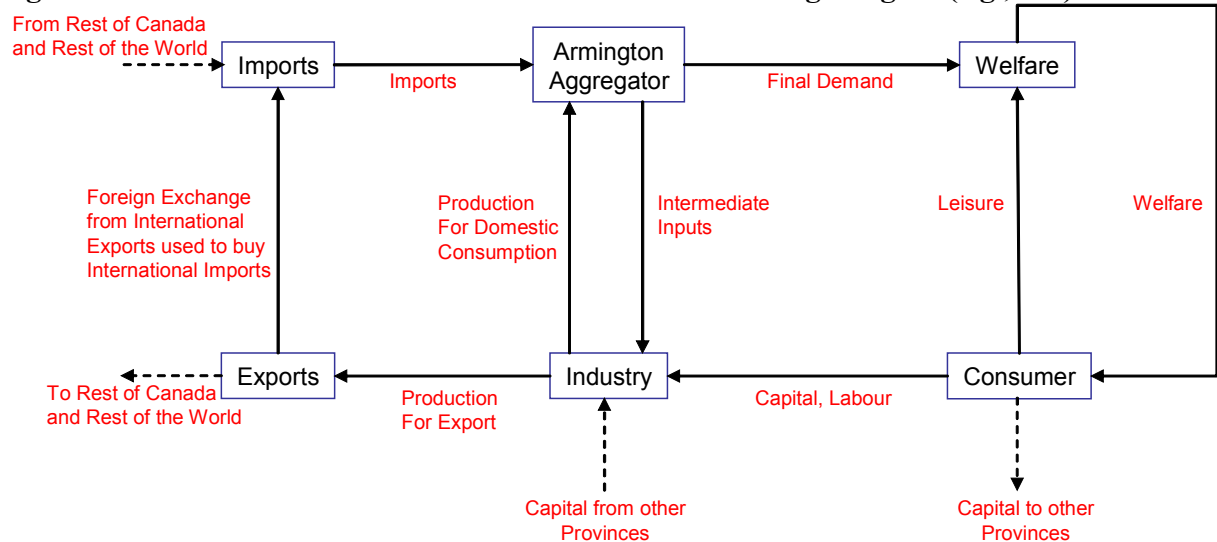 From Rest of Canada
and Rest of the World
Imports
Imports
Armington
Aggregator
Final Demand
Welfare
Foreign Exchange
from International
Exports used to buy
International Imports
Production
For Domestic
Consumption
Intermediate
Inputs
Leisure
Welfare
Exports
To Rest of Canada
and Rest of the World
Production
For Export
Industry
Capital, Labour
Consumer
Capital from other
Provinces
Capital to other
Provinces